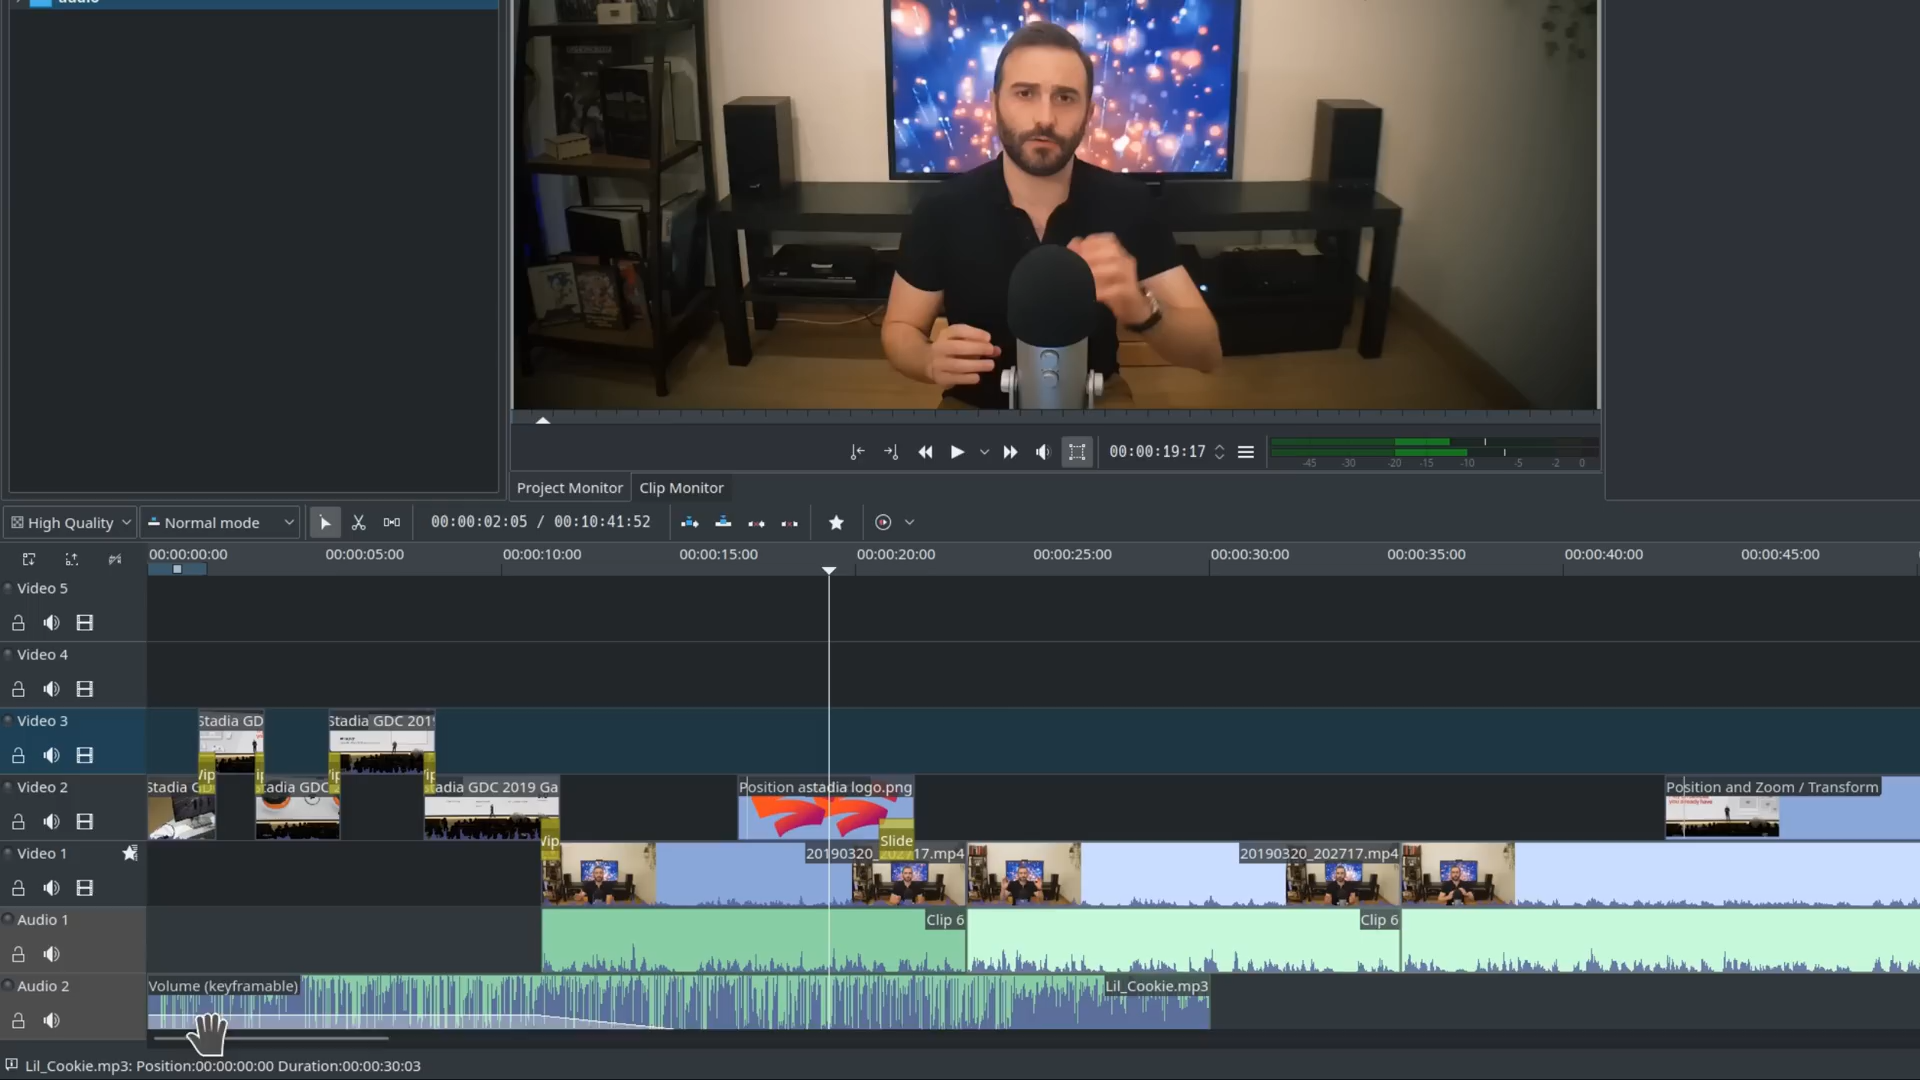 audio
00:00:19:17
-45 -30 -20 -15 -10 -5 -2 0
Project Monitor Clip Monitor
High Quality Normal mode 00:00:02:05 / 00:10:41:52
00:00:00:00 00:00:05:00 00:00:10:00 00:00:15:00 00:00:20:00 00:00:25:00 00:00:30:00 00:00:35:00 00:00:40:00 00:00:45:00
Video 5
Video 4
Video 3 Stadia GD Stadia GDC 201
Video 2 Stadia GDC 2019 Ga Position a stadia logo.png Position and Zoom / Transform
Slide
Video 1 20190320_202717.mp4 20190320_202717.mp4
Audio 1 Clip 6 Clip 6
Audio 2 Volume (keyframable) Lil_Cookie.mp3
Lil_Cookie.mp3: Position:00:00:00:00 Duration:00:00:30:03